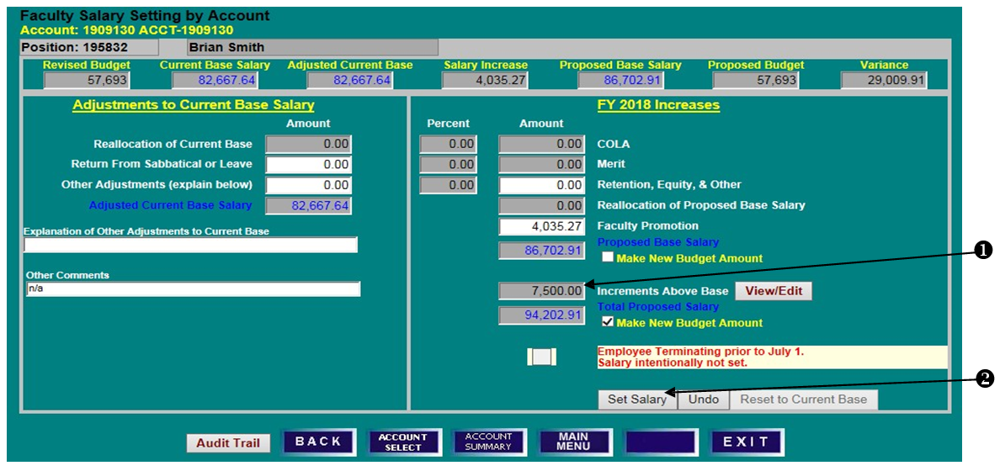 Faculty Salary Setting by Account
Account: 1909130 ACCT-1909130
Position: 195832 Brian Smith
Revised Budget Current Base Salary Adjusted Current Base Salary Increase Proposed Base Salary Proposed Budget Variance
57,693 82,667.64 82,667.64 4,035.27 86,702.91 57,693 29,009.91
Adjustments to Current Base Salary
Amount
Reallocation of Current Base 0.00
Return From Sabbatical or Leave 0.00
Other Adjustments (explain below) 0.00
Adjusted Current Base Salary 82,667.64
Explanation of Other Adjustments to Current Base
Other Comments
n/a
FY 2018 Increases
Percent Amount
0.00 0.00 COLA
0.00 0.00 Merit
0.00 0.00 Retention, Equity, & Other
0.00 Reallocation of Proposed Base Salary
4,035.27 Faculty Promotion
86,702.91 Proposed Base Salary
Make New Budget Amount
❶
7,500.00 Increments Above Base View/Edit
94,202.91 Total Proposed Salary
Make New Budget Amount
Employee Terminating prior to July 1.
Salary intentionally not set.
❷
Set Salary Undo Reset to Current Base
Audit Trail BACK ACCOUNT SELECT ACCOUNT SUMMARY MAIN MENU EXIT